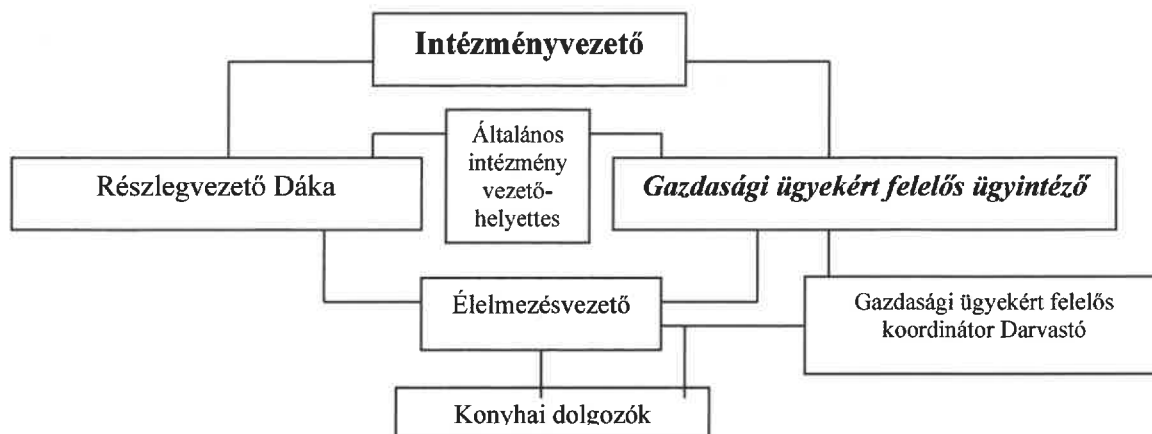 Intézményvezető
Általános
intézmény
vezető-
helyettes
Részlegvezető Dáka
Gazdasági ügyekért felelős ügyintéző
Élelmezésvezető
Gazdasági ügyekért felelős
koordinátor Darvastó
Konyhai dolgozók